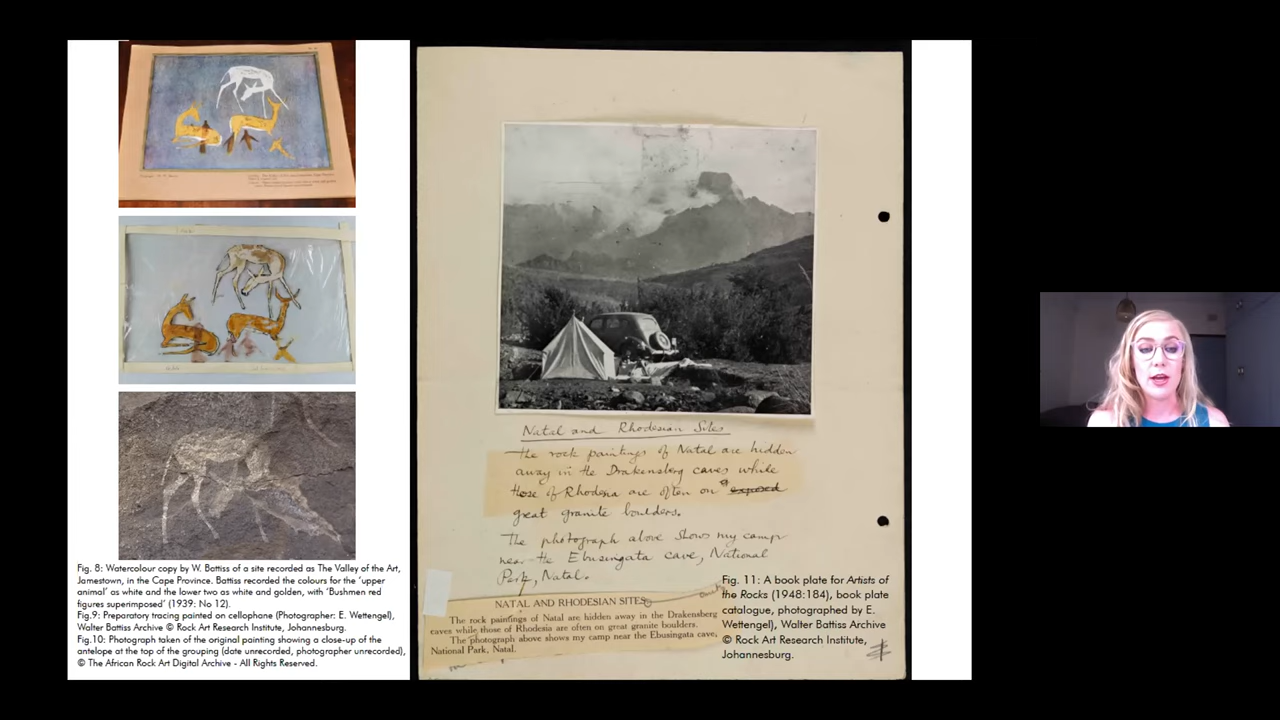 Fig. 8: Watercolour copy by W. Battiss of a site recorded as The Valley of the Art,
Jamestown, in the Cape Province. Battiss recorded the colours for the ‘upper
animal’ as white and the lower two as white and golden, with ‘Bushmen red
figures superimposed’ (1939: No 12).
Fig.9: Preparatory tracing painted on cellophane (Photographer: E. Wettengel),
Walter Battiss Archive © Rock Art Research Institute, Johannesburg.
Fig.10: Photograph taken of the original painting showing a close-up of the
antelope at the top of the grouping (date unrecorded, photographer unrecorded),
© The African Rock Art Digital Archive - All Rights Reserved.
Natal and Rhodesian Sites
The rock paintings of Natal are hidden
away in the Drakensberg caves while
those of Rhodesia are often on exposed
great granite boulders.
The photograph above shows my camp
near the Ebusingata cave, National
Park, Natal.
NATAL AND RHODESIAN SITES
The rock paintings of Natal are hidden in the Drakensberg
caves while those of Rhodesia are often on great granite boulders.
The photograph above shows my camp near the Ebusingata cave,
National Park, Natal.
Fig. 11: A book plate for Artists of
the Rocks (1948:184), book plate
catalogue, photographed by E.
Wettengel), Walter Battiss Archive
© Rock Art Research Institute,
Johannesburg.